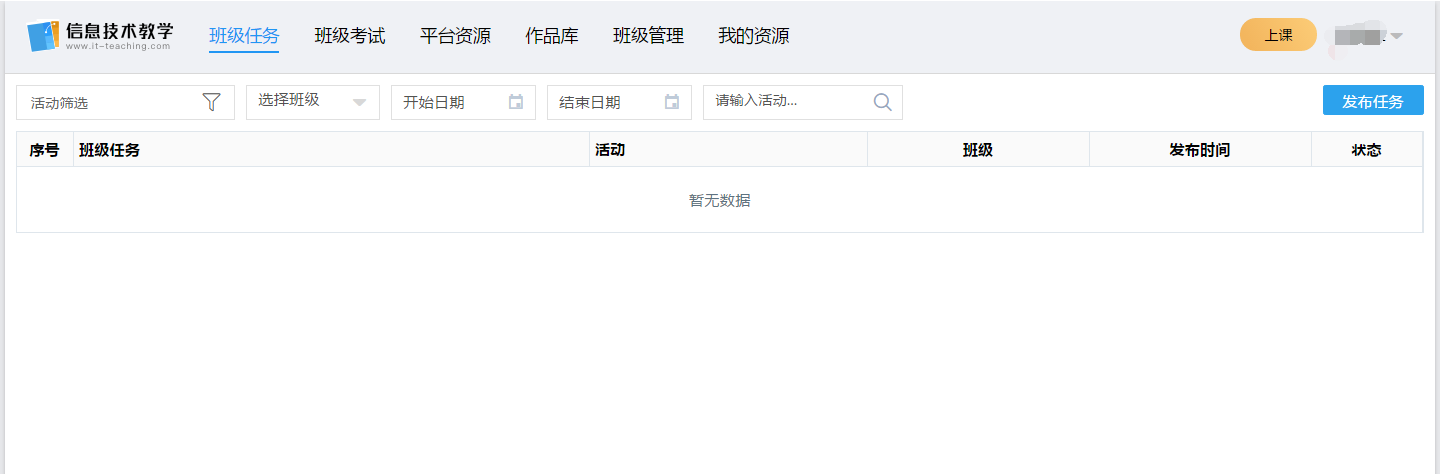 信息技术教学
www.it-teaching.com
班级任务 班级考试 平台资源 作品库 班级管理 我的资源
上课
活动筛选 选择班级 开始日期 结束日期 请输入活动... 发布任务
序号 班级任务 活动 班级 发布时间 状态
暂无数据